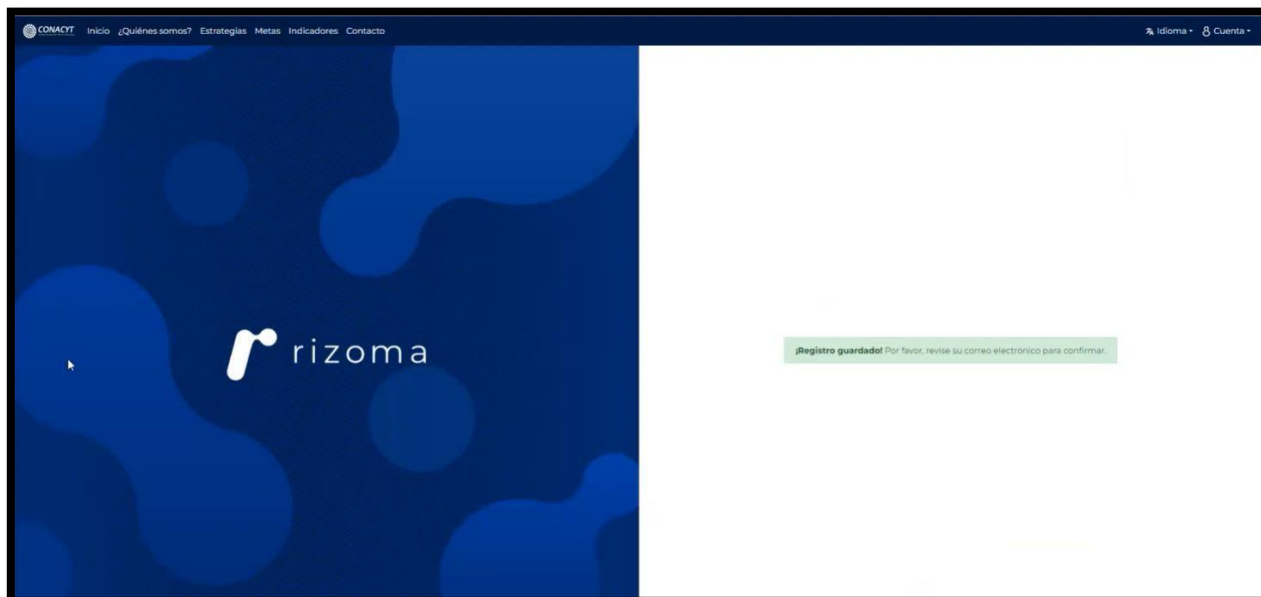 CONACYT Inicio ¿Quiénes somos? Estrategias Metas Indicadores Contacto Idioma Cuenta
rizoma
¡Registro guardado! Por favor, revise su correo electrónico para confirmar.